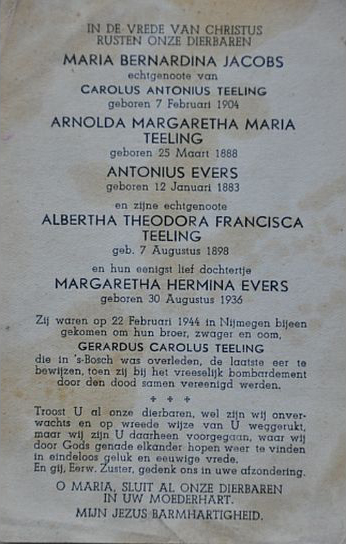 IN DE VREDE VAN CHRISTUS
RUSTEN ONZE DIERBAREN
MARIA BERNARDINA JACOBS
echtgenoote van
CAROLUS ANTONIUS TEELING
geboren 7 Februari 1904
ARNOLDA MARGARETHA MARIA
TEELING
geboren 25 Maart 1888
ANTONIUS EVERS
geboren 12 Januari 1883
en zijne echtgenoote
ALBERTHA THEODORA FRANCISCA
TEELING
geb. 7 Augustus 1898
en hun eenigst lief dochtertje
MARGARETHA HERMINA EVERS
geboren 30 Augustus 1936
Zij waren op 22 Februari 1944 in Nijmegen bijeen
gekomen om hun broer, zwager en oom,
GERARDUS CAROLUS TEELING
die in 's-Bosch was overleden, de laatste eer te
bewijzen, toen zij bij het vreeselijk bombardement
door den dood samen vereenigd werden.
+ + +
Troost U al onze dierbaren, wel zijn wij onver-
wachts en op wreede wijze van U weggerukt,
maar wij zijn U daarheen voorgegaan, waar wij
door Gods genade elkander hopen weer te vinden
in eindeloos geluk en eeuwige vrede.
En gij, Eerw. Zuster, gedenk ons in uwe afzondering.
O MARIA, SLUIT AL ONZE DIERBAREN
IN UW MOEDERHART.
MIJN JEZUS BARMHARTIGHEID.